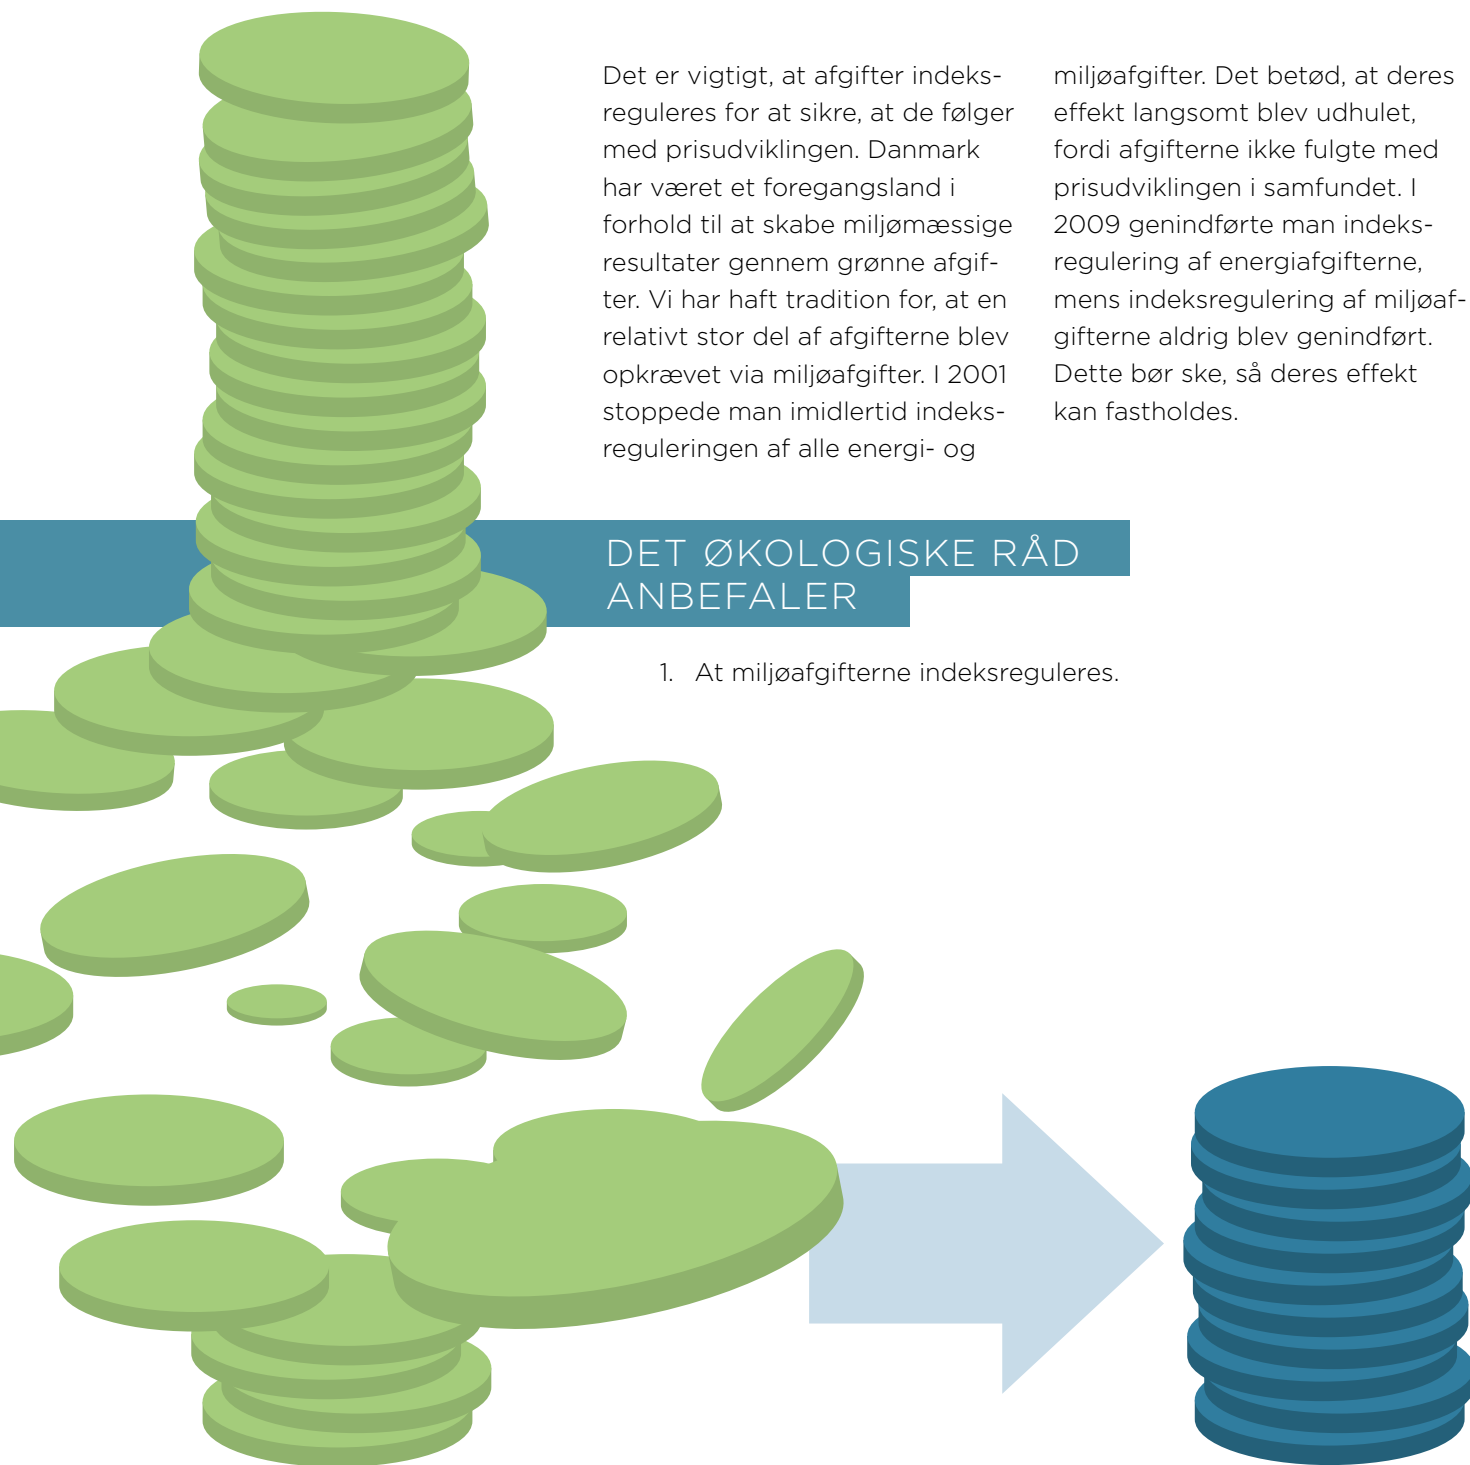 Det er vigtigt, at afgifter indeks-
reguleres for at sikre, at de følger
med prisudviklingen. Danmark
har været et foregangsland i
forhold til at skabe miljømæssige
resultater gennem grønne afgif-
ter. Vi har haft tradition for, at en
relativt stor del af afgifterne blev
opkrævet via miljøafgifter. I 2001
stoppede man imidlertid indeks-
reguleringen af alle energi- og
miljøafgifter. Det betød, at deres
effekt langsomt blev udhulet,
fordi afgifterne ikke fulgte med
prisudviklingen i samfundet. I
2009 genindførte man indeks-
regulering af energiafgifterne,
mens indeksregulering af miljøaf-
gifterne aldrig blev genindført.
Dette bør ske, så deres effekt
kan fastholdes.
DET ØKOLOGISKE RÅD
ANBEFALER
1. At miljøafgifterne indeksreguleres.